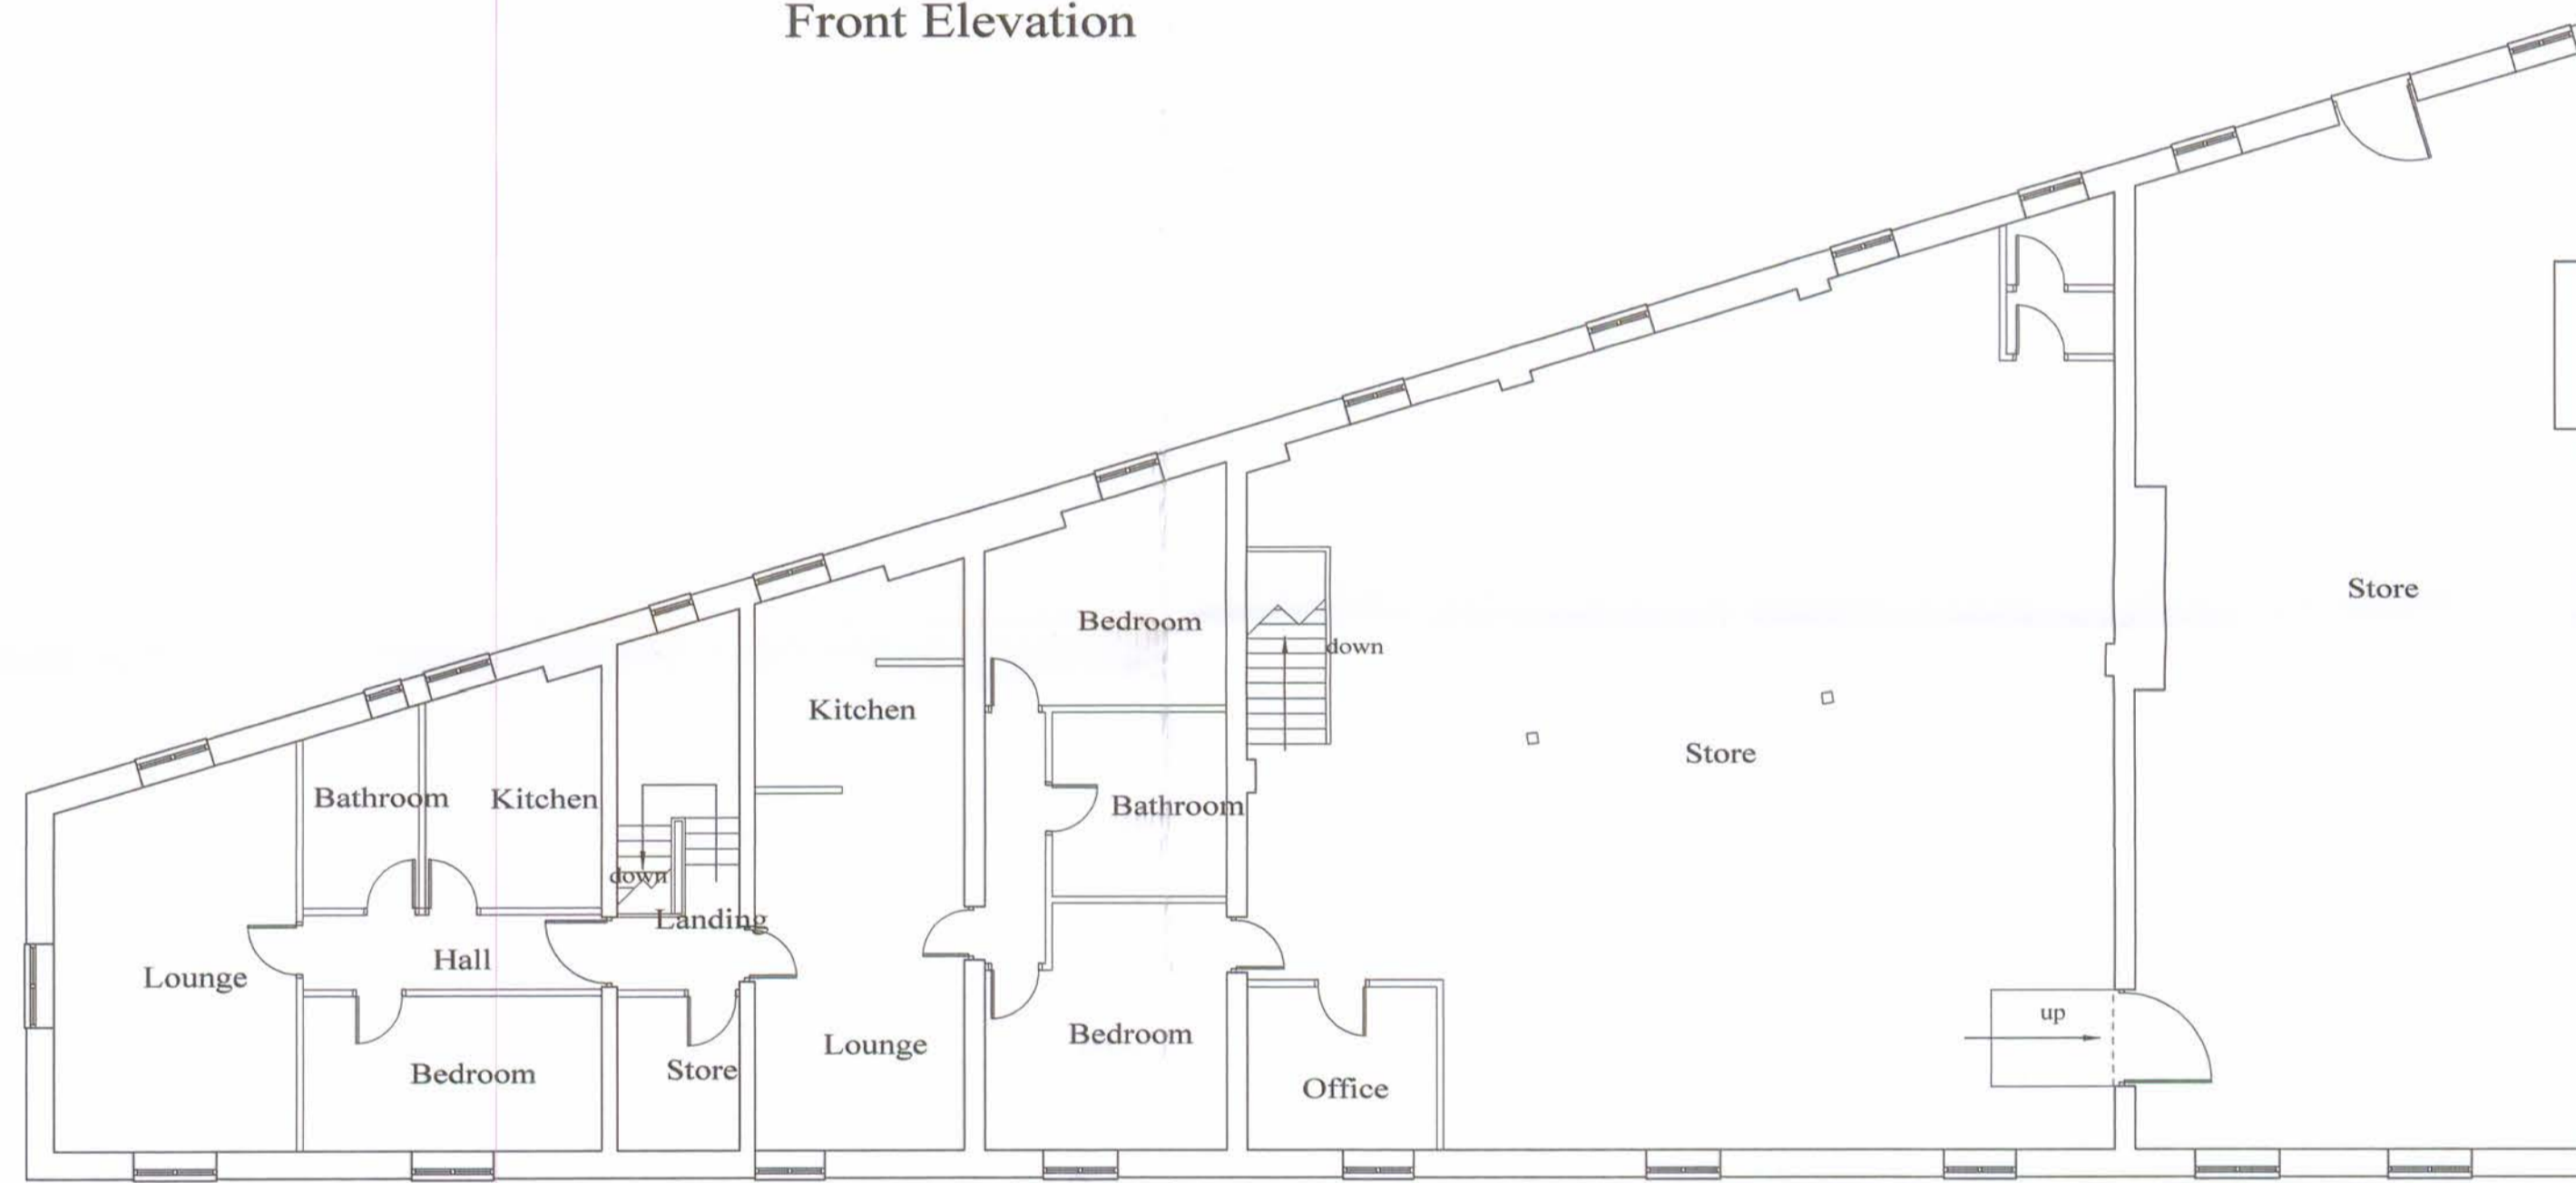 Front Elevation
Store
Bedroom
down
Kitchen
Store
Bathroom
Kitchen
Bathroom
down
Landing
Hall
Lounge
up
Bedroom
Lounge
Bedroom
Store
Office